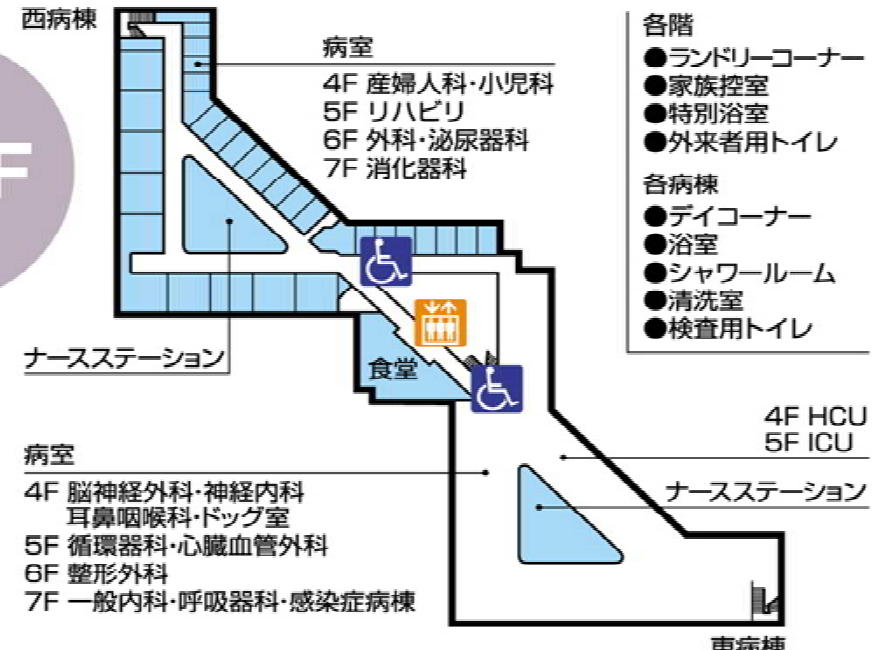 西病棟
F
病室
4F 産婦人科・小児科
5F リハビリ
6F 外科・泌尿器科
7F 消化器科
各階
●ランドリーコーナー
●家族控室
●特別浴室
●外来者用トイレ
各病棟
●デイコーナー
●浴室
●シャワールーム
●清洗室
●検査用トイレ
ナースステーション
食堂
4F HCU
5F ICU
ナースステーション
病室
4F 脳神経外科・神経内科
耳鼻咽喉科・ドック室
5F 循環器科・心臓血管外科
6F 整形外科
7F 一般内科・呼吸器科・感染症病棟
東病棟